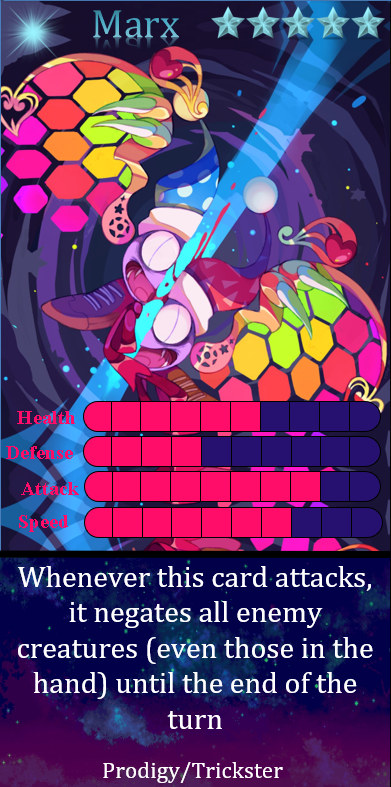 Marx
Health
Defense
Attack
Speed
Whenever this card attacks,
it negates all enemy
creatures (even those in the
hand) until the end of the
turn
Prodigy/Trickster